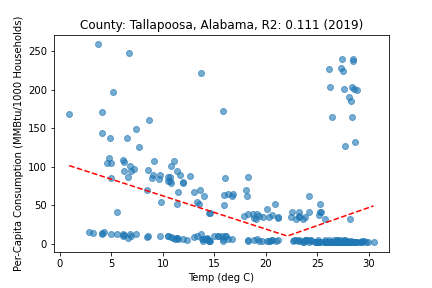 County: Tallapoosa, Alabama, R2: 0.111 (2019)
Per-Capita Consumption (MMBtu/1000 Households)
250
200
150
100
50
0
0 5 10 15 20 25 30
Temp (deg C)